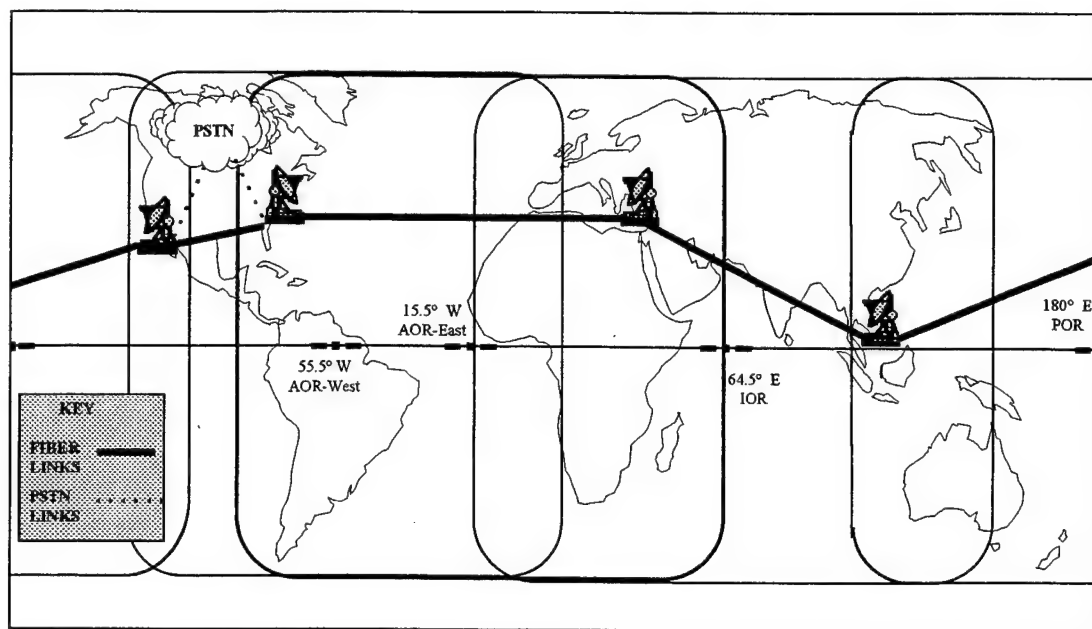 PSTN
15.5° W
AOR-East
55.5° W
AOR-West
64.5° E
IOR
180° E
POR
KEY
FIBER
LINKS
PSTN
LINKS